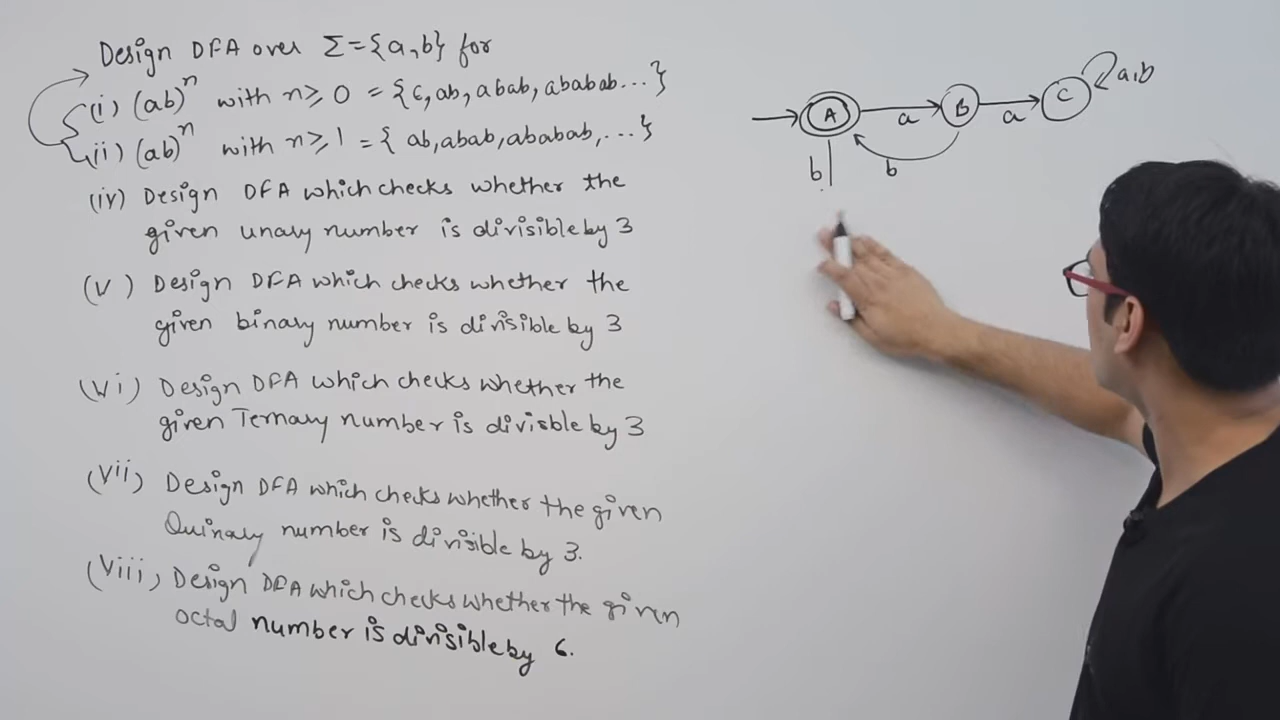 Design DFA over Σ={a,b} for
(i) (ab)ⁿ with n≥0 = {ϵ, ab, abab, ababab...}
(ii) (ab)ⁿ with n≥1 = { ab, abab, ababab, ...}
(iv) Design DFA which checks whether the
given unary number is divisible by 3
(v) Design DFA which checks whether the
given binary number is divisible by 3
(vi) Design DFA which checks whether the
given Ternary number is divisble by 3
(vii) Design DFA which checks whether the given
Quinary number is divisible by 3.
(viii) Design DFA which checks whether the given
octal number is divisible by 6.
A a B a C a,b
b b